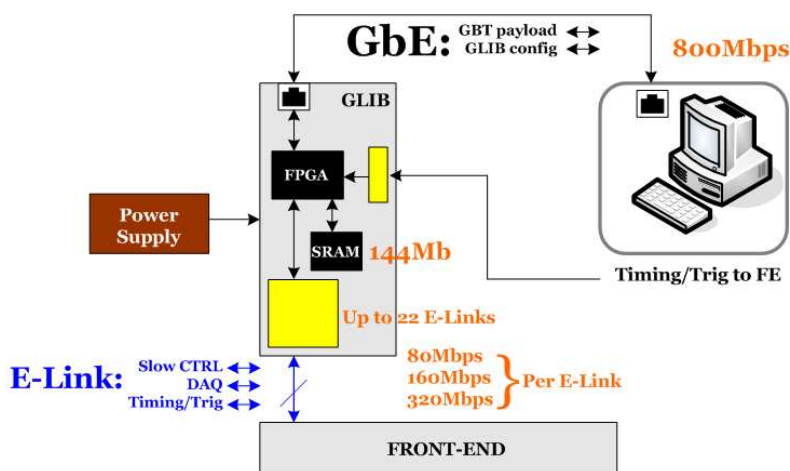 GbE: GBT payload
GLIB config
800Mbps
GLIB
FPGA
Power
Supply
SRAM
144Mb
Timing/Trig to FE
Up to 22 E-Links
E-Link: Slow CTRL
DAQ
Timing/Trig
80Mbps
160Mbps
320Mbps
Per E-Link
FRONT-END